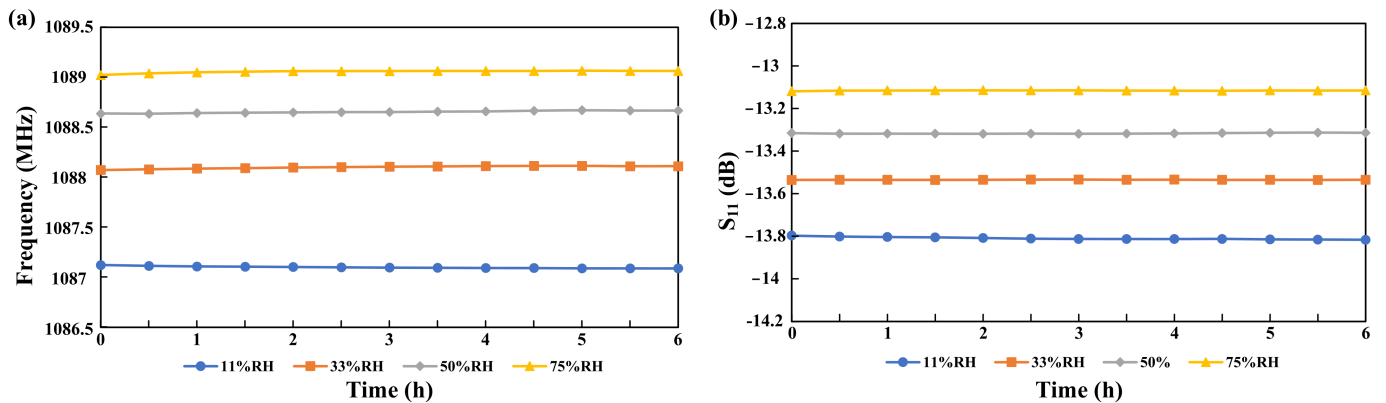 (a)
Frequency (MHz)
1089.5
1089
1088.5
1088
1087.5
1087
1086.5
0 1 2 3 4 5 6
11%RH 33%RH 50%RH 75%RH
Time (h)
(b)
S₁₁ (dB)
−12.8
−13
−13.2
−13.4
−13.6
−13.8
−14
−14.2
0 1 2 3 4 5 6
11%RH 33%RH 50% 75%RH
Time (h)